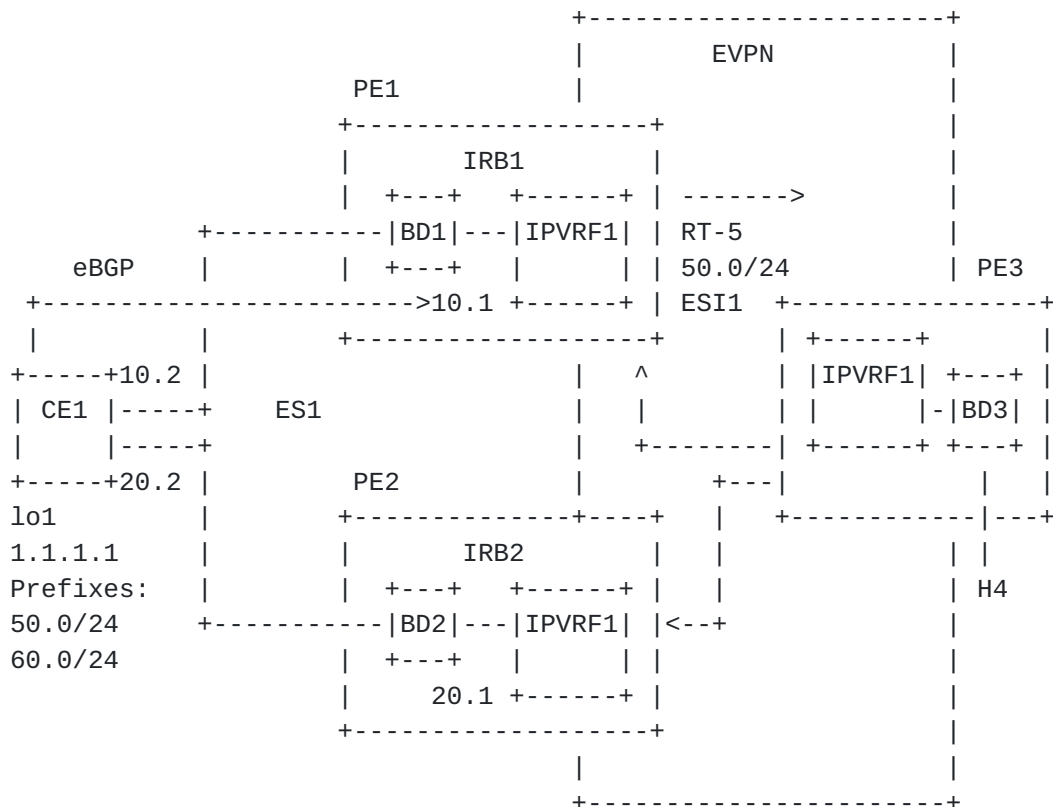 EVPN
PE1
IRB1
------->
BD1 IPVRF1 RT-5
eBGP 50.0/24 PE3
>10.1 ESI1
10.2 IPVRF1
CE1 ES1 BD3
20.2 PE2
lo1
1.1.1.1 IRB2
Prefixes: H4
50.0/24 BD2 IPVRF1
60.0/24
20.1